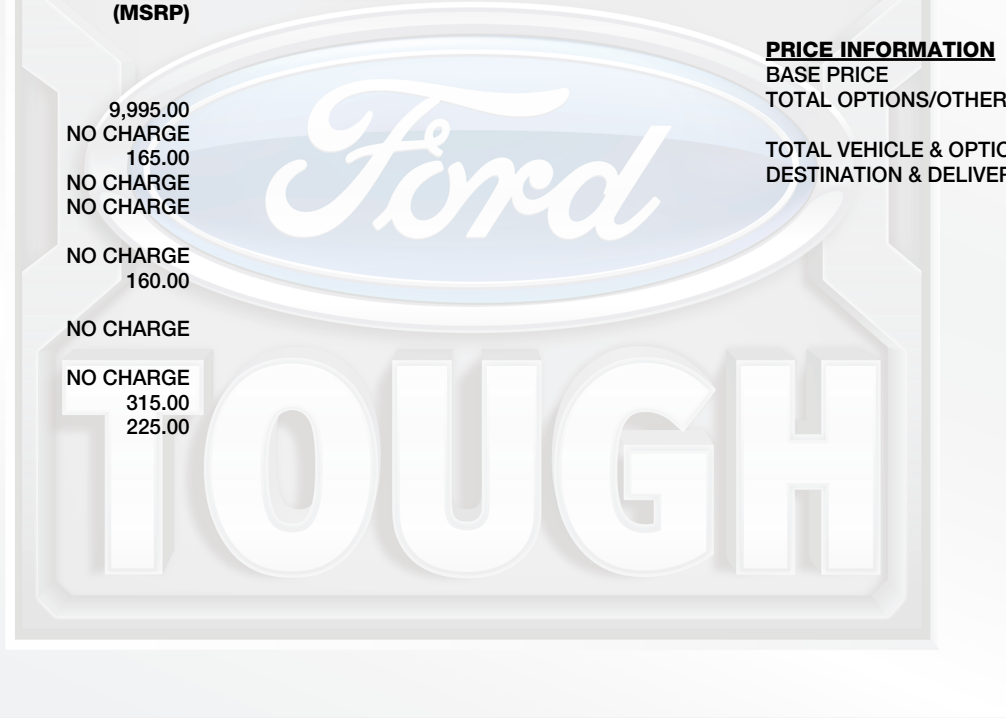 (MSRP)
9,995.00
NO CHARGE
165.00
NO CHARGE
NO CHARGE
NO CHARGE
160.00
NO CHARGE
NO CHARGE
315.00
225.00
PRICE INFORMATION
BASE PRICE
TOTAL OPTIONS/OTHER
TOTAL VEHICLE & OPTIO
DESTINATION & DELIVER
Ford
TOUGH